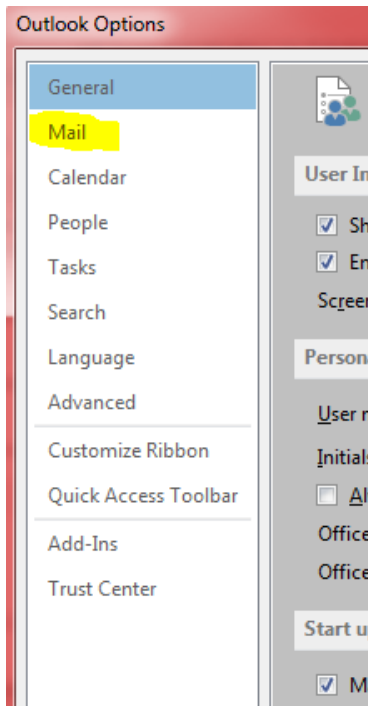 Outlook Options
General
Mail
Calendar
People
Tasks
Search
Language
Advanced
Customize Ribbon
Quick Access Toolbar
Add-Ins
Trust Center
User In
Sh
En
Screen
Person
User n
Initials
Al
Office
Office
Start u
M